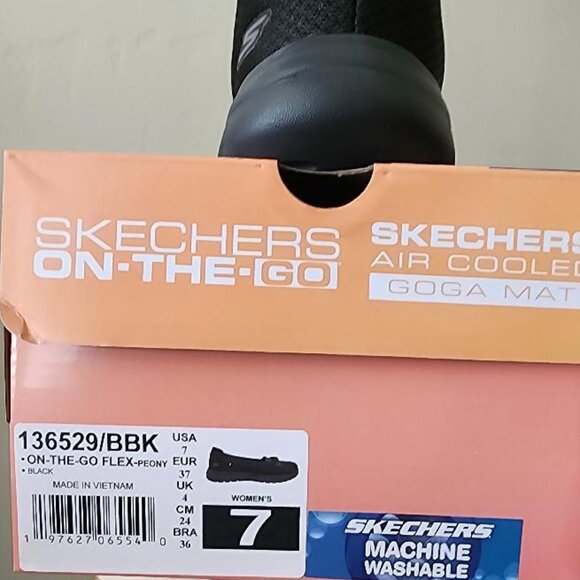 SKECHERS
ON-THE-GO
SKECHERS
AIR COOLED
GOGA MAT
136529/BBK
• ON-THE-GO FLEX-PEONY
• BLACK
MADE IN VIETNAM
1 97627 06554 0
USA
7
EUR
37
UK
4
CM
24
BRA
36
WOMEN'S
7
SKECHERS
MACHINE
WASHABLE